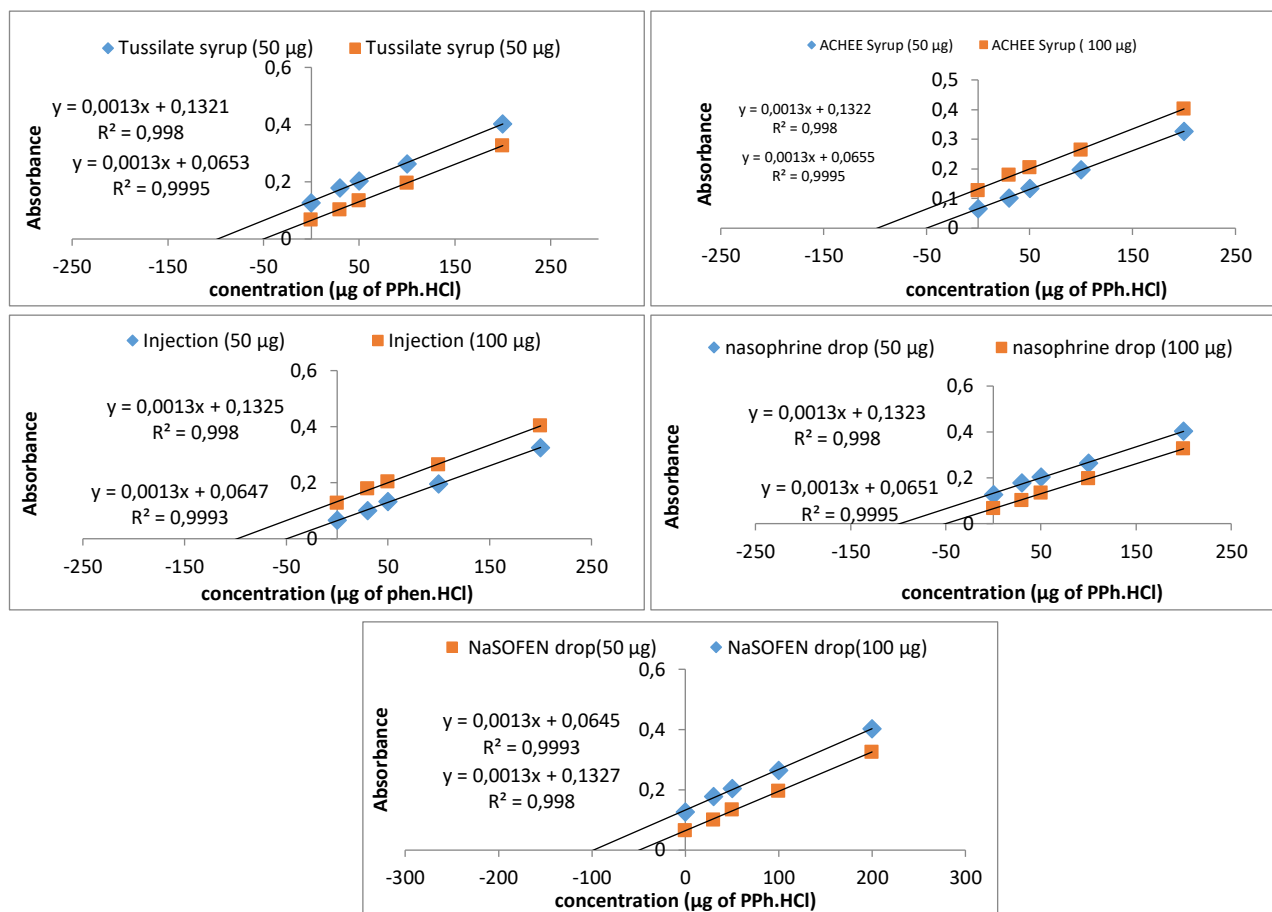 Tussilate syrup (50 µg) Tussilate syrup (50 µg)
0,6
0,4
0,2
0
y = 0,0013x + 0,1321
R² = 0,998
y = 0,0013x + 0,0653
R² = 0,9995
Absorbance
-250 -150 -50 50 150 250
conentration (µg of PPh.HCl)
ACHEE Syrup (50 µg) ACHEE Syrup ( 100 µg)
0,5
0,4
0,3
0,2
0,1
0
y = 0,0013x + 0,1322
R² = 0,998
y = 0,0013x + 0,0655
R² = 0,9995
Absorbance
-250 -150 -50 50 150 250
concentration (µg of PPh.HCl)
Injection (50 µg) Injection (100 µg)
0,6
0,4
0,2
0
y = 0,0013x + 0,1325
R² = 0,998
y = 0,0013x + 0,0647
R² = 0,9993
Absorbance
-250 -150 -50 50 150 250
concentration (µg of phen.HCl)
nasophrine drop (50 µg) nasophrine drop (100 µg)
0,6
0,4
0,2
0
y = 0,0013x + 0,1323
R² = 0,998
y = 0,0013x + 0,0651
R² = 0,9995
Absorbance
-250 -150 -50 50 150 250
concentration (µg of PPh.HCl)
NaSOFEN drop(50 µg) NaSOFEN drop(100 µg)
0,6
0,4
0,2
0
y = 0,0013x + 0,0645
R² = 0,9993
y = 0,0013x + 0,1327
R² = 0,998
Absorbance
-300 -200 -100 0 100 200 300
concentration (µg of PPh.HCl)